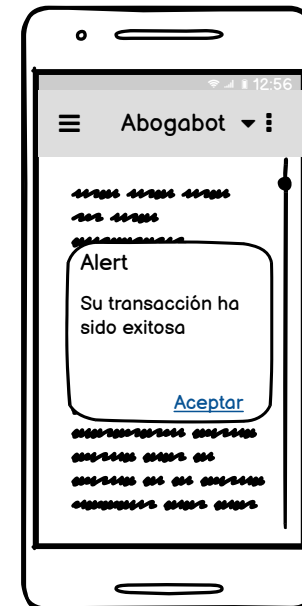 12:56
Abogabot
Alert
Su transacción ha
sido exitosa
Aceptar